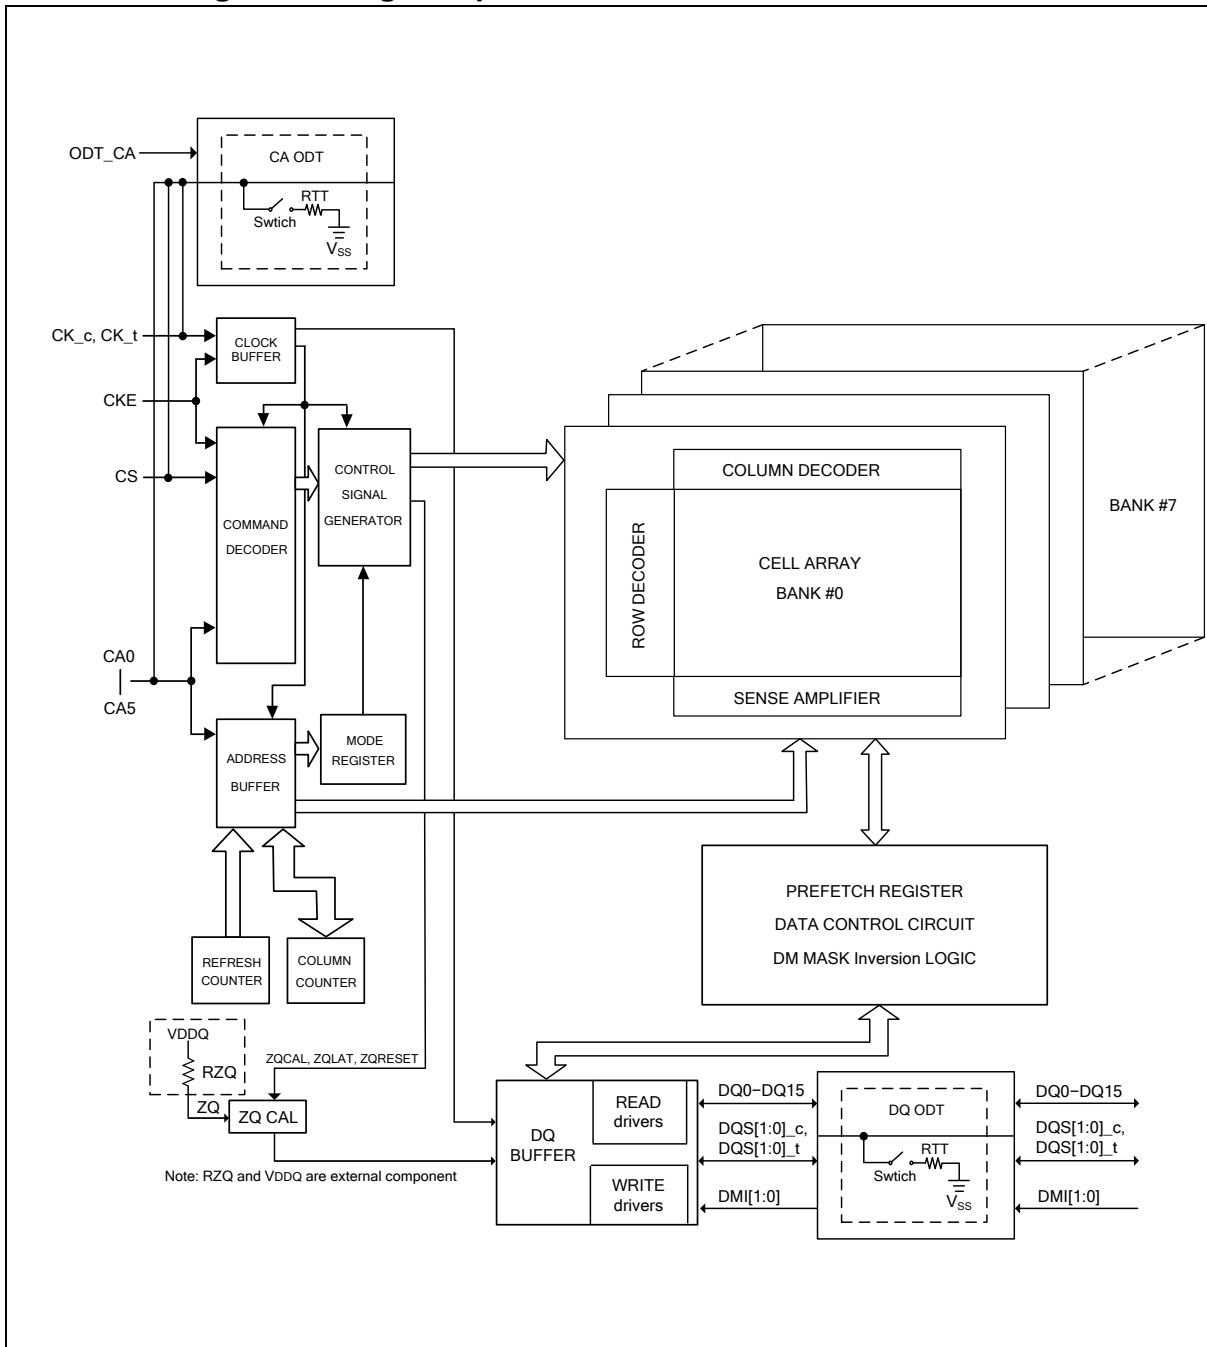 ODT_CA
CA ODT
RTT
Swtich
VSS
CK_c, CK_t
CLOCK
BUFFER
CKE
CS
COMMAND
DECODER
CONTROL
SIGNAL
GENERATOR
CA0
CA5
ADDRESS
BUFFER
MODE
REGISTER
REFRESH
COUNTER
COLUMN
COUNTER
COLUMN DECODER
ROW DECODER
CELL ARRAY
BANK #0
SENSE AMPLIFIER
BANK #7
PREFETCH REGISTER
DATA CONTROL CIRCUIT
DM MASK Inversion LOGIC
VDDQ
RZQ
ZQ
ZQCAL, ZQLAT, ZQRESET
ZQ CAL
Note: RZQ and VDDQ are external component
DQ
BUFFER
READ
drivers
WRITE
drivers
DQ0−DQ15
DQS[1:0]_c,
DQS[1:0]_t
DMI[1:0]
DQ ODT
RTT
Swtich
VSS
DQ0−DQ15
DQS[1:0]_c,
DQS[1:0]_t
DMI[1:0]